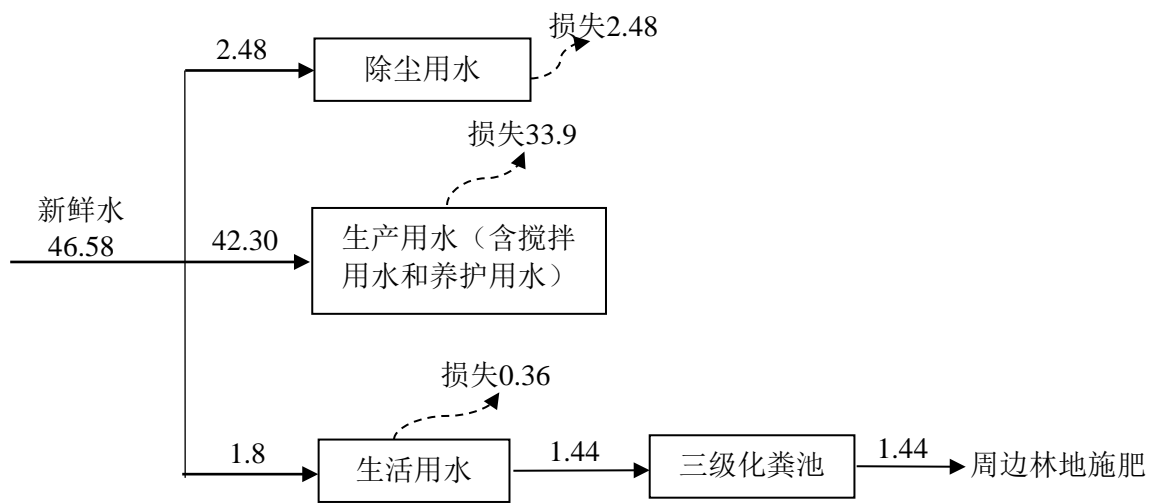 损失2.48
2.48
除尘用水
损失33.9
新鲜水
46.58
42.30
生产用水（含搅拌
用水和养护用水）
损失0.36
1.8
生活用水
1.44
三级化粪池
1.44
周边林地施肥